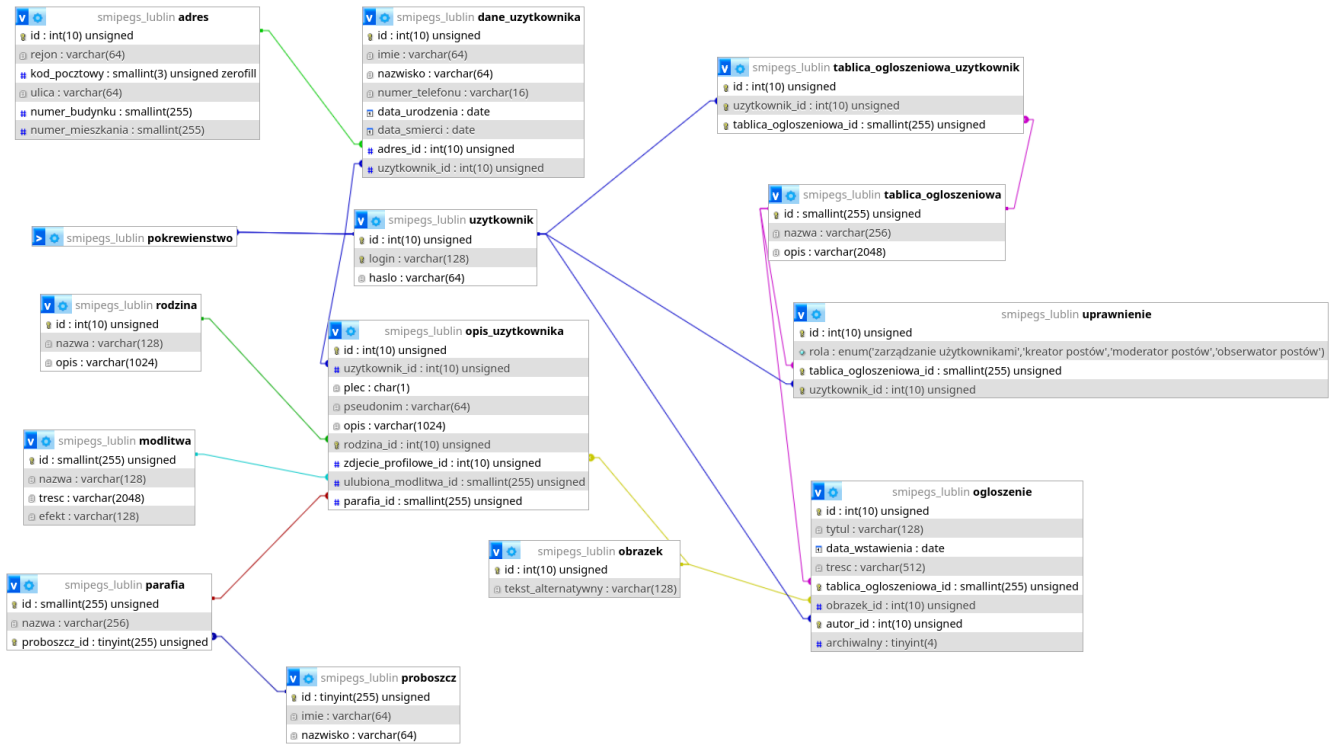 smipegs_lublin adres
id : int(10) unsigned
rejon : varchar(64)
kod_pocztowy : smallint(3) unsigned zerofill
ulica : varchar(64)
numer_budynku : smallint(255)
numer_mieszkania : smallint(255)
smipegs_lublin dane_uzytkownika
id : int(10) unsigned
imie : varchar(64)
nazwisko : varchar(64)
numer_telefonu : varchar(16)
data_urodzenia : date
data_smierci : date
adres_id : int(10) unsigned
uzytkownik_id : int(10) unsigned
smipegs_lublin tablica_ogloszeniowa_uzytkownik
id : int(10) unsigned
uzytkownik_id : int(10) unsigned
tablica_ogloszeniowa_id : smallint(255) unsigned
smipegs_lublin tablica_ogloszeniowa
id : smallint(255) unsigned
nazwa : varchar(256)
opis : varchar(2048)
smipegs_lublin pokrewienstwo
smipegs_lublin uzytkownik
id : int(10) unsigned
login : varchar(128)
haslo : varchar(64)
smipegs_lublin rodzina
id : int(10) unsigned
nazwa : varchar(128)
opis : varchar(1024)
smipegs_lublin opis_uzytkownika
id : int(10) unsigned
uzytkownik_id : int(10) unsigned
plec : char(1)
pseudonim : varchar(64)
opis : varchar(1024)
rodzina_id : int(10) unsigned
zdjecie_profilowe_id : int(10) unsigned
ulubiona_modlitwa_id : smallint(255) unsigned
parafia_id : smallint(255) unsigned
smipegs_lublin uprawnienie
id : int(10) unsigned
rola : enum('zarządzanie użytkownikami','kreator postów','moderator postów','obserwator postów')
tablica_ogloszeniowa_id : smallint(255) unsigned
uzytkownik_id : int(10) unsigned
smipegs_lublin modlitwa
id : smallint(255) unsigned
nazwa : varchar(128)
tresc : varchar(2048)
efekt : varchar(128)
smipegs_lublin ogloszenie
id : int(10) unsigned
tytul : varchar(128)
data_wstawienia : date
tresc : varchar(512)
tablica_ogloszeniowa_id : smallint(255) unsigned
obrazek_id : int(10) unsigned
autor_id : int(10) unsigned
archiwalny : tinyint(4)
smipegs_lublin obrazek
id : int(10) unsigned
tekst_alternatywny : varchar(128)
smipegs_lublin parafia
id : smallint(255) unsigned
nazwa : varchar(256)
proboszcz_id : tinyint(255) unsigned
smipegs_lublin proboszcz
id : tinyint(255) unsigned
imie : varchar(64)
nazwisko : varchar(64)